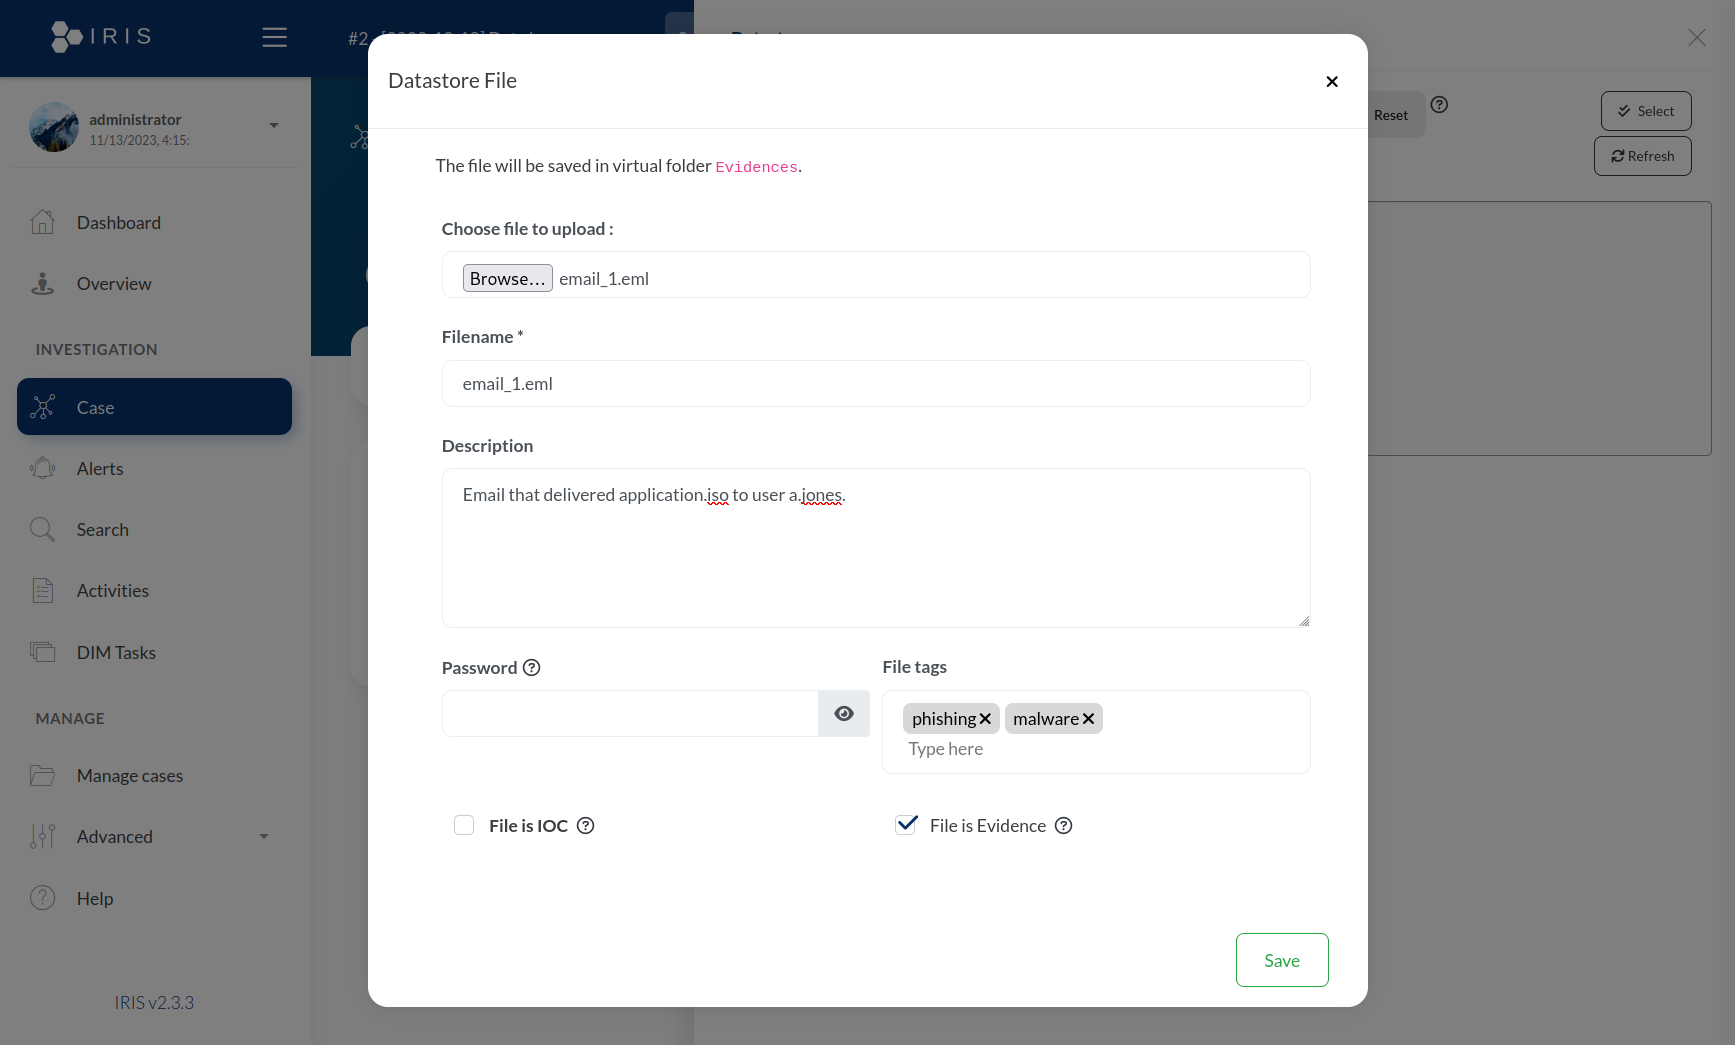 IRIS
#2
Datastore File
administrator
11/13/2023, 4:15:
Reset
Select
Refresh
The file will be saved in virtual folder Evidences.
Dashboard
Overview
INVESTIGATION
Case
Alerts
Search
Activities
DIM Tasks
MANAGE
Manage cases
Advanced
Help
IRIS v2.3.3
Choose file to upload :
Browse... email_1.eml
Filename *
email_1.eml
Description
Email that delivered application.iso to user a.jones.
Password
File tags
phishing malware
Type here
File is IOC
File is Evidence
Save